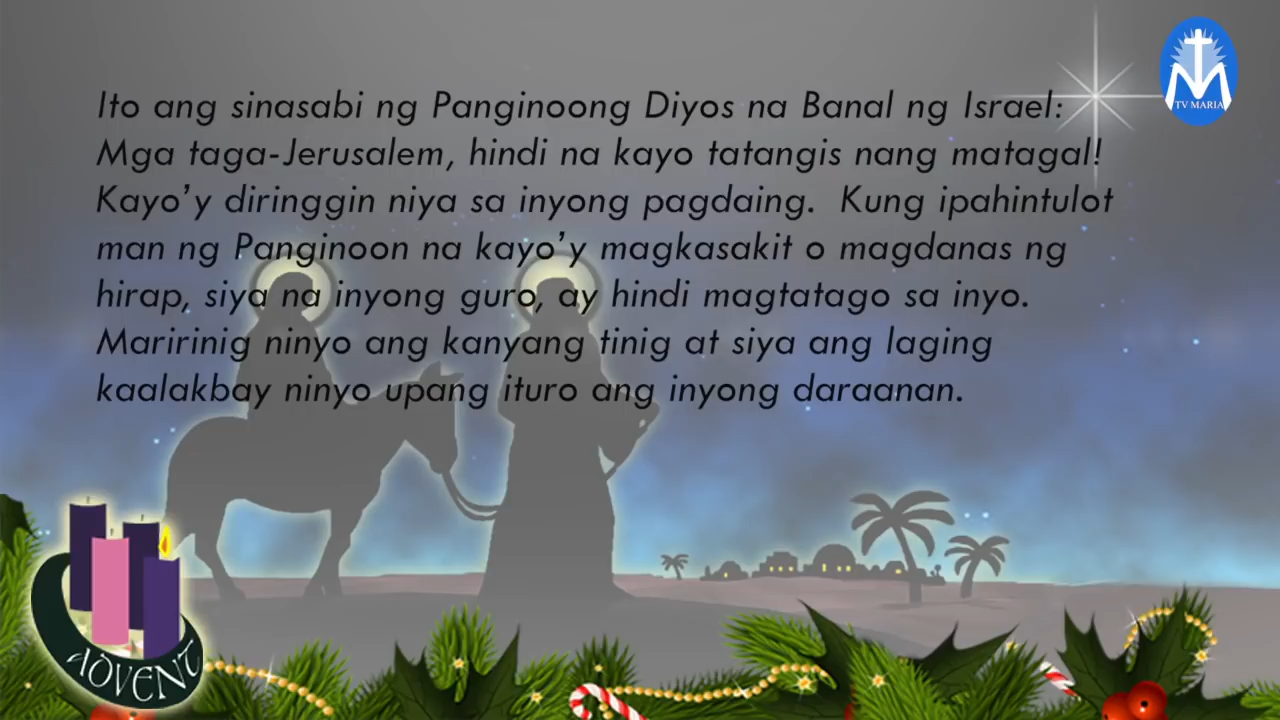 Ito ang sinasabi ng Panginoong Diyos na Banal ng Israel:
Mga taga-Jerusalem, hindi na kayo tatangis nang matagal!
Kayo’y diringgin niya sa inyong pagdaing.  Kung ipahintulot
man ng Panginoon na kayo’y magkasakit o magdanas ng
hirap, siya na inyong guro, ay hindi magtatago sa inyo.
Maririnig ninyo ang kanyang tinig at siya ang laging
kaalakbay ninyo upang ituro ang inyong daraanan.
TV MARIA
ADVENT